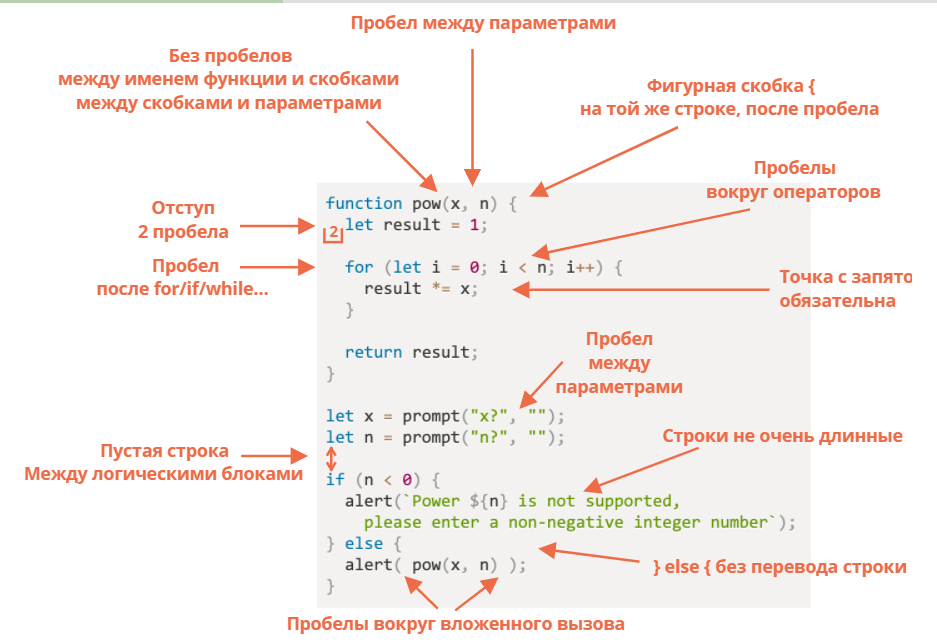 Пробел между параметрами
Без пробелов
между именем функции и скобками
между скобками и параметрами
Фигурная скобка {
на той же строке, после пробела
Пробелы
вокруг операторов
Отступ
2 пробела
Пробел
после for/if/while...
function pow(x, n) {
2
let result = 1;
for (let i = 0; i < n; i++) {
result *= x;
}
return result;
}
Точка с запято
обязательна
Пробел
между
параметрами
let x = prompt("x?", "");
let n = prompt("n?", "");
Строки не очень длинные
Пустая строка
Между логическими блоками
if (n < 0) {
alert(`Power ${n} is not supported,
please enter a non-negative integer number`);
} else {
alert( pow(x, n) );
}
} else { без перевода строки
Пробелы вокруг вложенного вызова